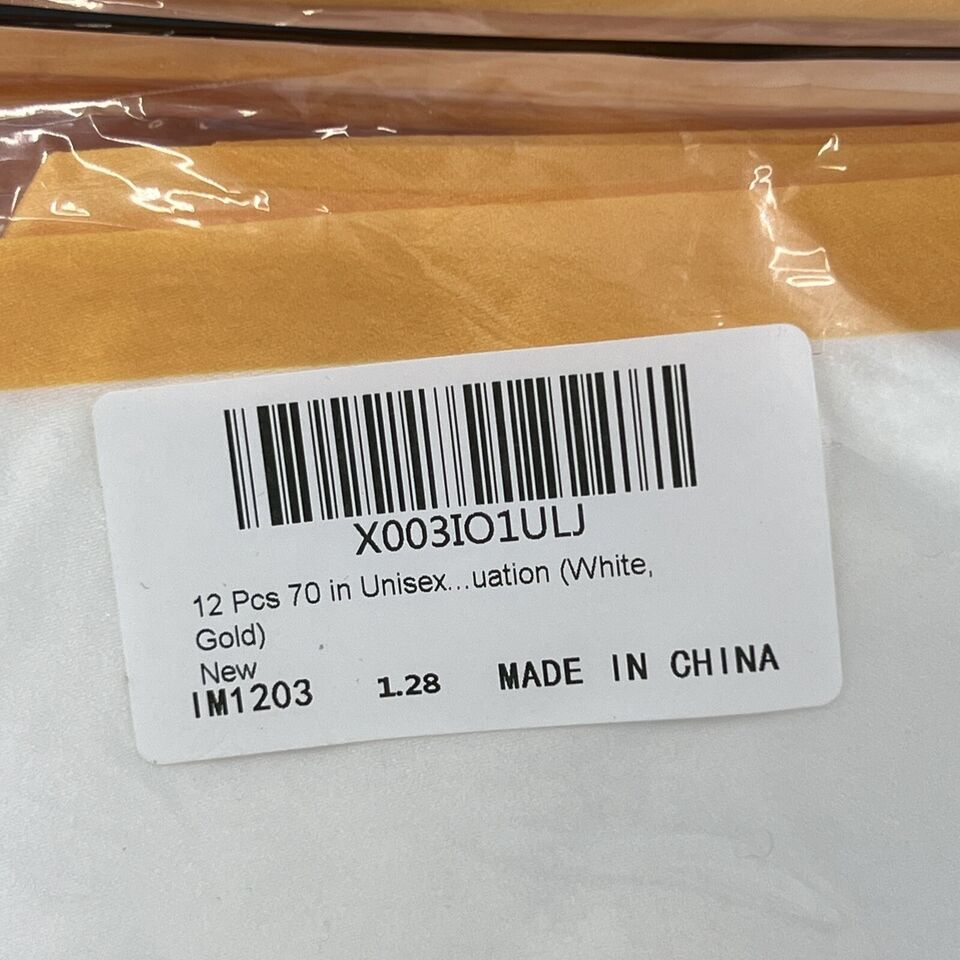 X003IO1ULJ
12 Pcs 70 in Unisex...uation (White,
Gold)
New
IM1203 1.28 MADE IN CHINA